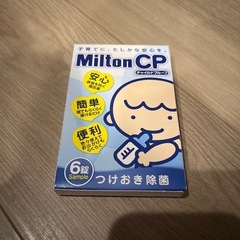 子育てに、たしかな安心を。
Milton CP
チャイルドプルーフ
安心
簡単
便利
6錠
Sample
つけおき除菌